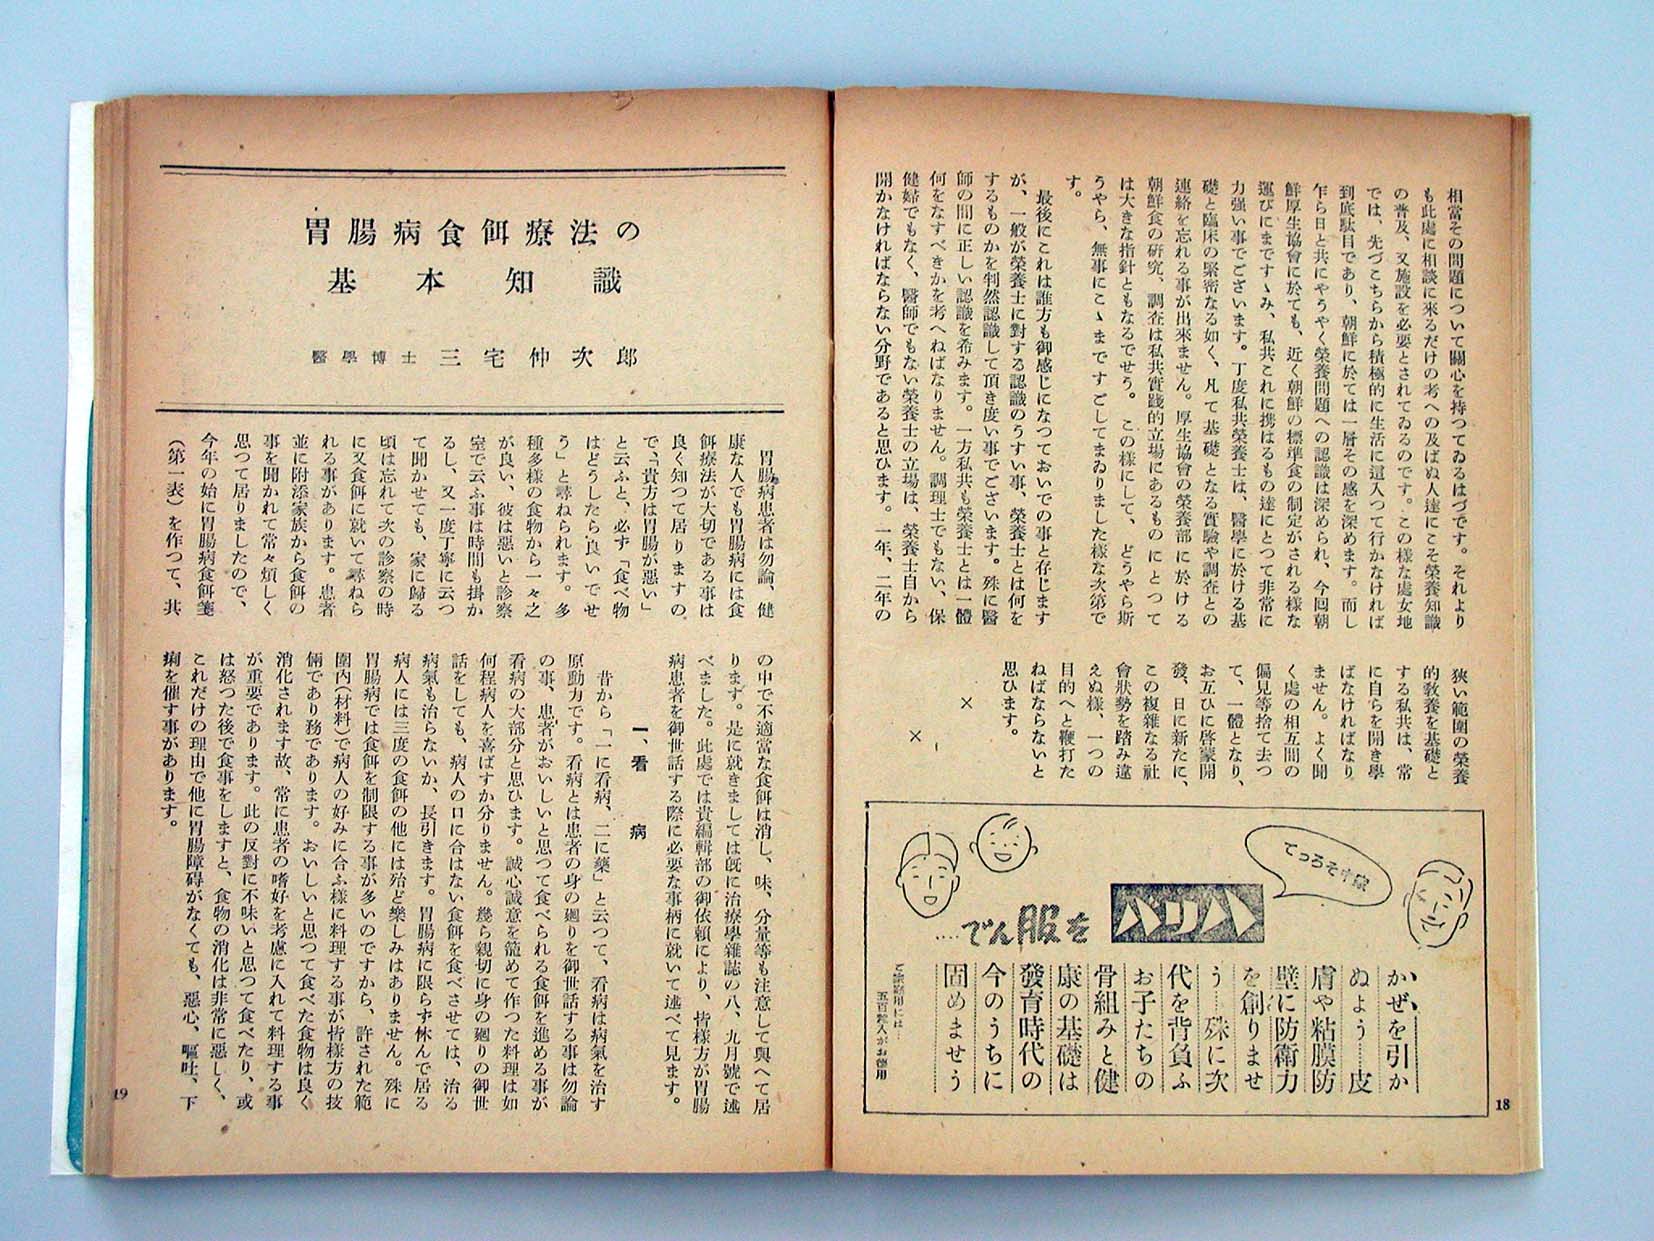 相當その問題について關心を持つてゐるはづです。それより
も此處に相談に來るだけの考への及ばぬ人達にこそ榮養知識
の普及、又施設を必要とされてゐるのです。この樣な處女地
では、先づこちらから積極的に生活に這入つて行かなければ
到底駄目であり、朝鮮に於ては一層その感を深めます。而し
乍ら日と共にやうやく榮養問題への認識は深められ、今囘朝
鮮厚生協會に於ても、近く朝鮮の標準食の制定がされる樣な
運びにまですゝみ、私共これに携はるもの達にとつて非常に
力强い事でございます。丁度私共榮養士は、醫學に於ける基
礎と臨床の緊密なる如く、凡て基礎となる實驗や調査との
連絡を忘れる事が出來ません。厚生協會の榮養部に於ける
朝鮮食の硏究、調査は私共實踐的立場にあるものにとつて
は大きな指針ともなるでせう。この樣にして、どうやら斯
うやら、無事にこゝまですごしてまゐりました樣な次第で
す。
最後にこれは誰方も御感じになつておいでの事と存じます
が、一般が榮養士に對する認識のうすい事、榮養士とは何を
するものかを判然認識して頂き度い事でございます。殊に醫
師の間に正しい認識を希みます。一方私共も榮養士とは一體
何をなすべきかを考へねばなりません。調理士でもない、保
健婦でもなく、醫師でもない榮養士の立場は、榮養士自から
開かなければならない分野であると思ひます。一年、二年の
狹い範圍の榮養
的敎養を基礎と
する私共は、常
に自らを開き學
ばなければなり
ません。よく聞
く處の相互間の
偏見等捨て去つ
て、一體となり、
お互ひに啓蒙開
發、日に新たに、
この複雜なる社
會狀勢を踏み違
えぬ樣、一つの
目的へと鞭打た
ねばならないと
思ひます。
×
×
てつろそ中家
ハリバ
を服んで‥‥
かぜを引か
ぬよう‥‥皮
膚や粘膜防
壁に防衛力
を創りませ
う‥‥殊に次
代を背負ふ
お子たちの
骨組みと健
康の基礎は
發育時代の
今のうちに
固めませう
ご家庭用には‥‥
五百粒入がお德用
18
胃腸病食餌療法の
基本知識
醫學博士 三宅仲次郎
胃腸病患者は勿論、健
康な人でも胃腸病には食
餌療法が大切である事は
良く知つて居りますの
で、「貴方は胃腸が惡い」
と云ふと、必ず「食べ物
はどうしたら良いでせ
う」と尋ねられます。多
種多樣の食物から一々之
が良い、彼は惡いと診察
室で云ふ事は時間も掛か
るし、又一度丁寧に云つ
て聞かせても、家に歸る
頃は忘れて次の診察の時
に又食餌に就いて尋ねら
れる事があります。患者
並に附添家族から食餌の
事を聞かれて常々煩しく
思つて居りましたので、
今年の始に胃腸病食餌箋
(第一表)を作つて、共
の中で不適當な食餌は消し、味、分量等も注意して與へて居
ります。是に就きましては旣に治療學雜誌の八、九月號で述
べました。此處では貴編輯部の御依賴により、皆樣方が胃腸
病患者を御世話する際に必要な事柄に就いて述べて見ます。
一、看病
昔から「一に看病、二に藥」と云つて、看病は病氣を治す
原動力です。看病とは患者の身の廻りを御世話する事は勿論
の事、患者がおいしいと思つて食べられる食餌を進める事が
看病の大部分と思ひます。誠心誠意を籠めて作つた料理は如
何程病人を喜ばすか分りません。幾ら親切に身の廻りの御世
話をしても、病人の口に合はない食餌を食べさせては、治る
病氣も治らないか、長引きます。胃腸病に限らず休んで居る
病人には三度の食餌の他には殆ど樂しみはありません。殊に
胃腸病では食餌を制限する事が多いのですから、許された範
圍內(材料)で病人の好みに合ふ樣に料理する事が皆樣方の技
倆であり務であります。おいしいと思つて食べた食物は良く
消化されます故、常に患者の嗜好を考慮に入れて料理する事
が重要であります。此の反對に不味いと思つて食べたり、或
は怒つた後で食事をしますと、食物の消化は非常に惡しく、
これだけの理由で他に胃腸障碍がなくても、惡心、嘔吐、下
痢を催す事があります。
19